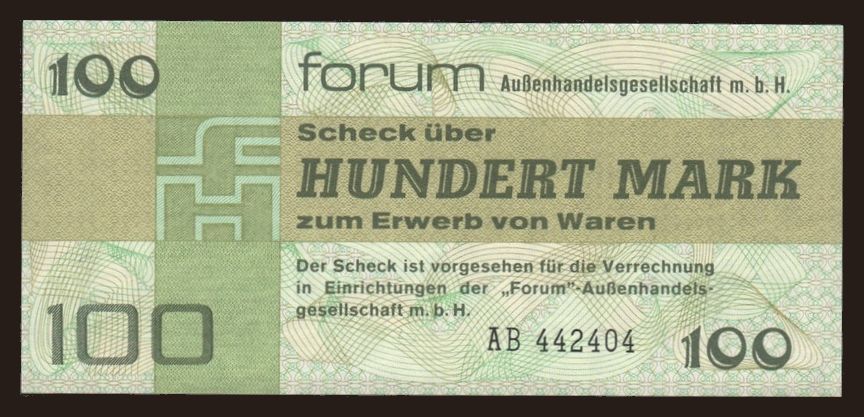 100
forum Außenhandelsgesellschaft m. b. H.
Scheck über
HUNDERT MARK
zum Erwerb von Waren
Der Scheck ist vorgesehen für die Verrechnung
in Einrichtungen der „Forum”-Außenhandels-
gesellschaft m. b. H.
100
AB 442404
100